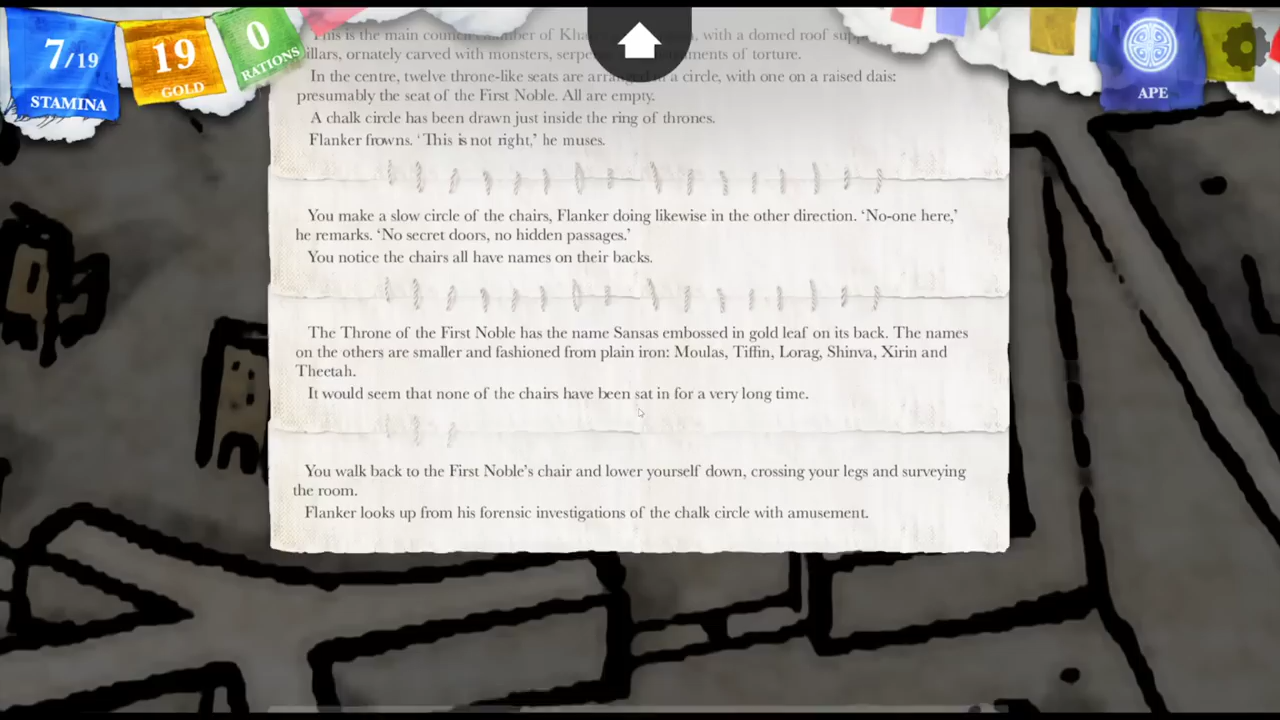 7/19
STAMINA
19
GOLD
0
RATIONS
APE
This is the main council chamber of Kha , with a domed roof
illars, ornately carved with monsters, of torture.
In the centre, twelve throne-like seats are arranged in a circle, with one on a raised dais:
presumably the seat of the First Noble. All are empty.
A chalk circle has been drawn just inside the ring of thrones.
Flanker frowns. ‘This is not right,’ he muses.
You make a slow circle of the chairs, Flanker doing likewise in the other direction. ‘No-one here,’
he remarks. ‘No secret doors, no hidden passages.’
You notice the chairs all have names on their backs.
The Throne of the First Noble has the name Sansas embossed in gold leaf on its back. The names
on the others are smaller and fashioned from plain iron: Moulas, Tiffin, Lorag, Shinva, Xirin and
Theetah.
It would seem that none of the chairs have been sat in for a very long time.
You walk back to the First Noble’s chair and lower yourself down, crossing your legs and surveying
the room.
Flanker looks up from his forensic investigations of the chalk circle with amusement.